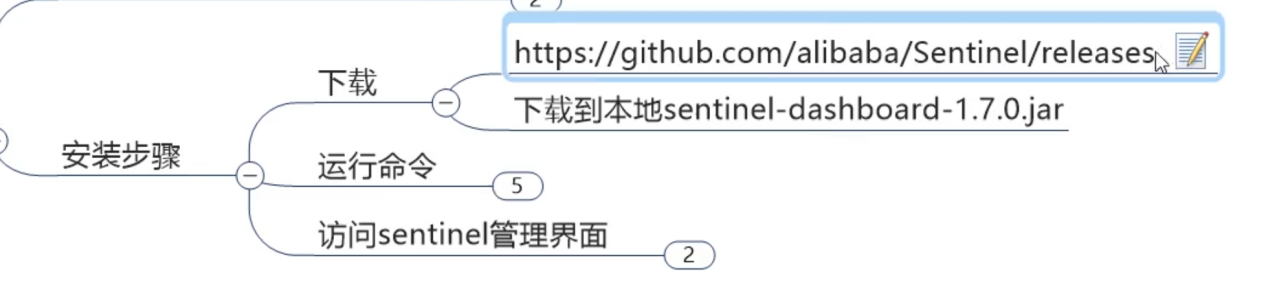 2
https://github.com/alibaba/Sentinel/releases
下载
下载到本地sentinel-dashboard-1.7.0.jar
安装步骤
运行命令
5
访问sentinel管理界面
2